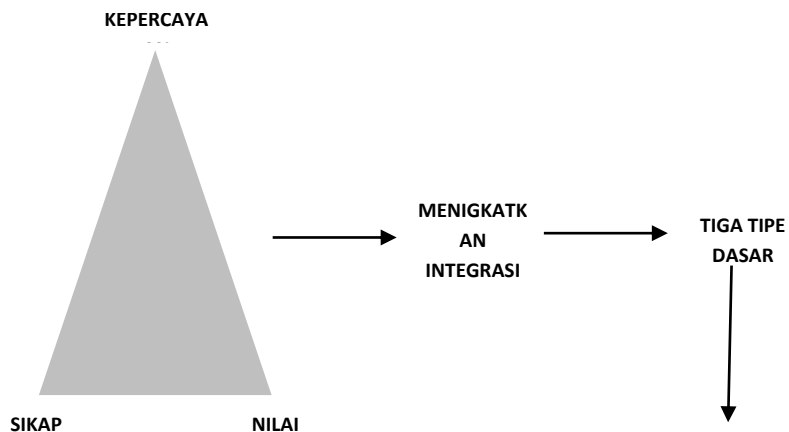 KEPERCAYA
MENIGKATK
AN
INTEGRASI
TIGA TIPE
DASAR
SIKAP
NILAI